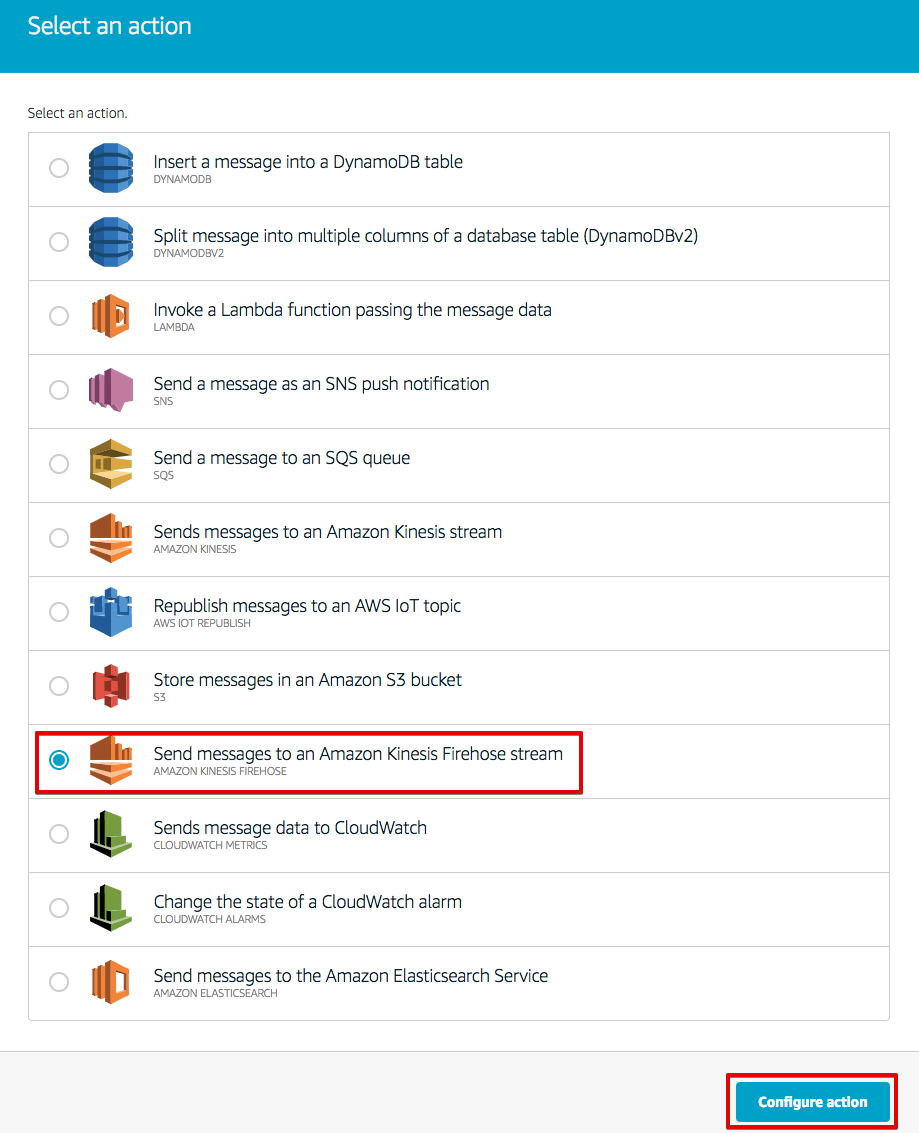 Select an action
Select an action.
Insert a message into a DynamoDB table
DYNAMODB
Split message into multiple columns of a database table (DynamoDBv2)
DYNAMODBV2
Invoke a Lambda function passing the message data
LAMBDA
Send a message as an SNS push notification
SNS
Send a message to an SQS queue
SQS
Sends messages to an Amazon Kinesis stream
AMAZON KINESIS
Republish messages to an AWS IoT topic
AWS IOT REPUBLISH
Store messages in an Amazon S3 bucket
S3
Send messages to an Amazon Kinesis Firehose stream
AMAZON KINESIS FIREHOSE
Sends message data to CloudWatch
CLOUDWATCH METRICS
Change the state of a CloudWatch alarm
CLOUDWATCH ALARMS
Send messages to the Amazon Elasticsearch Service
AMAZON ELASTICSEARCH
Configure action